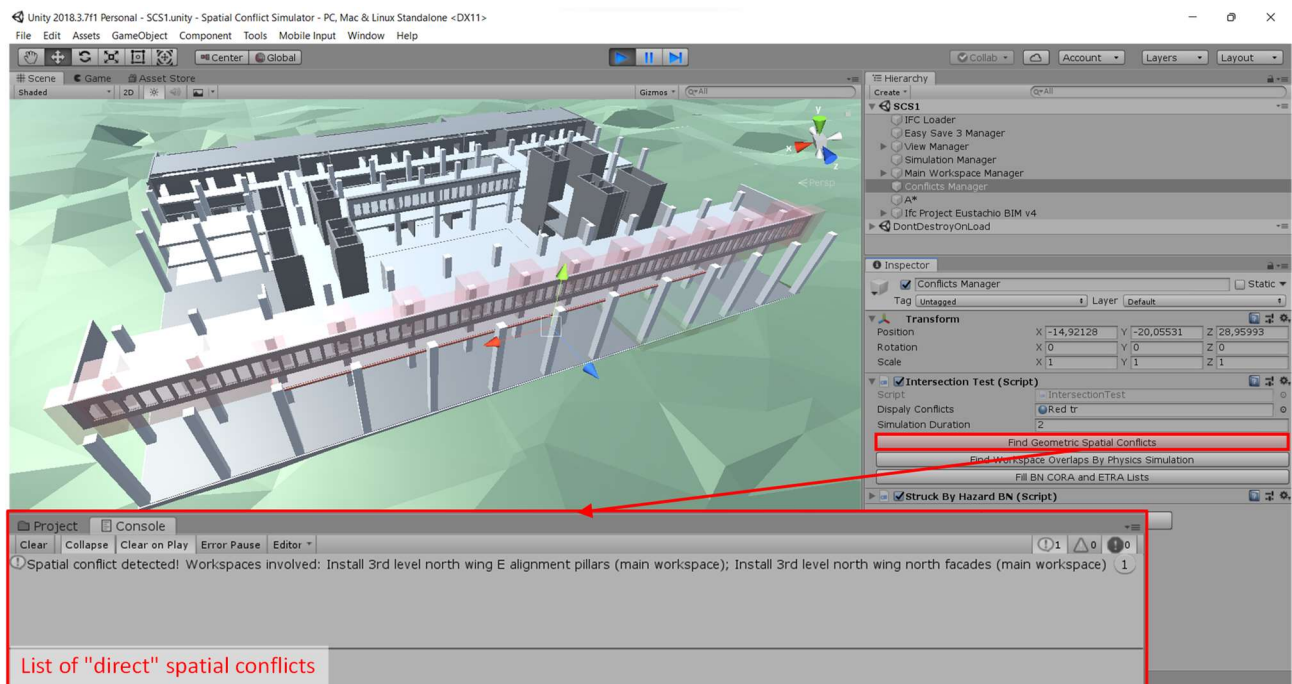 Unity 2018.3.7f1 Personal - SCS1.unity - Spatial Conflict Simulator - PC, Mac & Linux Standalone <DX11>
File Edit Assets GameObject Component Tools Mobile Input Window Help
Center Global
Collab Account Layers Layout
Scene Game Asset Store
Shaded 2D Gizmos All
y
x
z
Persp
Hierarchy
Create All
SCS1
IFC Loader
Easy Save 3 Manager
View Manager
Simulation Manager
Main Workspace Manager
Conflicts Manager
A*
Ifc Project Eustachio BIM v4
DontDestroyOnLoad
Inspector
Conflicts Manager Static
Tag Untagged Layer Default
Transform
Position X -14,92128 Y -20,05531 Z 28,95993
Rotation X 0 Y 0 Z 0
Scale X 1 Y 1 Z 1
Intersection Test (Script)
Script IntersectionTest
Dispaly Conflicts Red tr
Simulation Duration 2
Find Geometric Spatial Conflicts
Find Workspace Overlaps By Physics Simulation
Fill BN CORA and ETRA Lists
Struck By Hazard BN (Script)
Project Console
Clear Collapse Clear on Play Error Pause Editor 1 0 0
Spatial conflict detected! Workspaces involved: Install 3rd level north wing E alignment pillars (main workspace); Install 3rd level north wing north facades (main workspace) 1
List of "direct" spatial conflicts